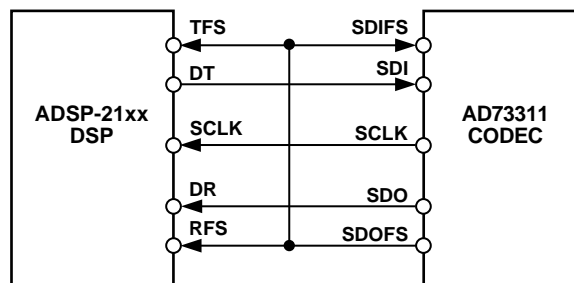 TFS SDIFS
DT SDI
ADSP-21xx
DSP
AD73311
CODEC
SCLK SCLK
DR SDO
RFS SDOFS